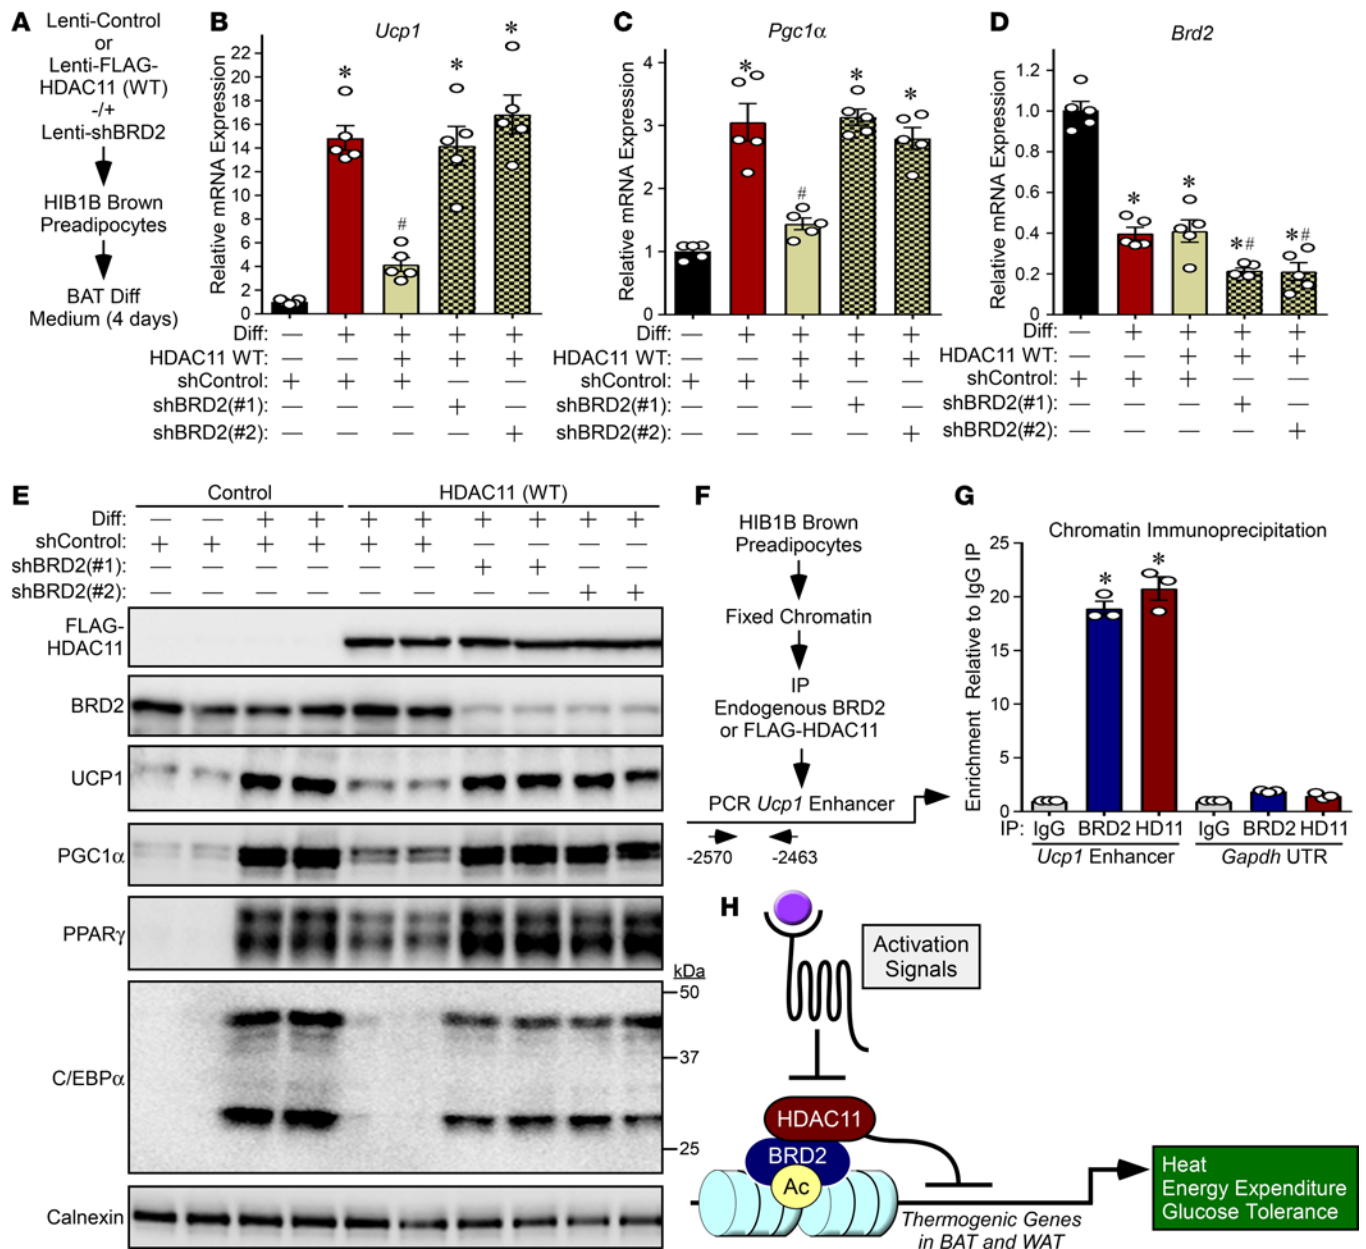 A
Lenti-Control
or
Lenti-FLAG-
HDAC11 (WT)
-/+
Lenti-shBRD2
HIB1B Brown
Preadipocytes
BAT Diff
Medium (4 days)
B
Ucp1
Relative mRNA Expression
22
20
18
16
14
12
10
8
6
4
2
0
* # * *
Diff: — + + + +
HDAC11 WT: — — + + +
shControl: + + + — —
shBRD2(#1): — — — + —
shBRD2(#2): — — — — +
C
Pgc1α
Relative mRNA Expression
4
3
2
1
0
* # * *
Diff: — + + + +
HDAC11 WT: — — + + +
shControl: + + + — —
shBRD2(#1): — — — + —
shBRD2(#2): — — — — +
D
Brd2
Relative mRNA Expression
1.2
1.0
0.8
0.6
0.4
0.2
0
* * *# *#
Diff: — + + + +
HDAC11 WT: — — + + +
shControl: + + + — —
shBRD2(#1): — — — + —
shBRD2(#2): — — — — +
E
Control HDAC11 (WT)
Diff: — — + + + + + + + +
shControl: + + + + + + — — — —
shBRD2(#1): — — — — — — + + — —
shBRD2(#2): — — — — — — — — + +
FLAG-
HDAC11
BRD2
UCP1
PGC1α
PPARγ
C/EBPα
Calnexin
kDa
50
37
25
F
HIB1B Brown
Preadipocytes
Fixed Chromatin
IP
Endogenous BRD2
or FLAG-HDAC11
PCR Ucp1 Enhancer
-2570 -2463
G
Chromatin Immunoprecipitation
Enrichment Relative to IgG IP
25
20
15
10
5
0
* *
IP: IgG BRD2 HD11 IgG BRD2 HD11
Ucp1 Enhancer Gapdh UTR
H
Activation
Signals
HDAC11
BRD2
Ac
Thermogenic Genes
in BAT and WAT
Heat
Energy Expenditure
Glucose Tolerance